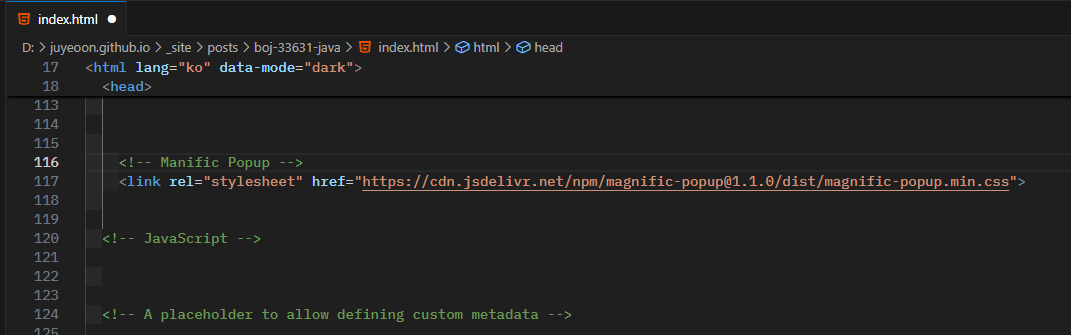 index.html
D: > juyeoon.github.io > _site > posts > boj-33631-java > index.html > html > head
17 <html lang="ko" data-mode="dark">
18 <head>
113
114
115
116 <!-- Manific Popup -->
117 <link rel="stylesheet" href="https://cdn.jsdelivr.net/npm/magnific-popup@1.1.0/dist/magnific-popup.min.css">
118
119
120 <!-- JavaScript -->
121
122
123
124 <!-- A placeholder to allow defining custom metadata -->
125